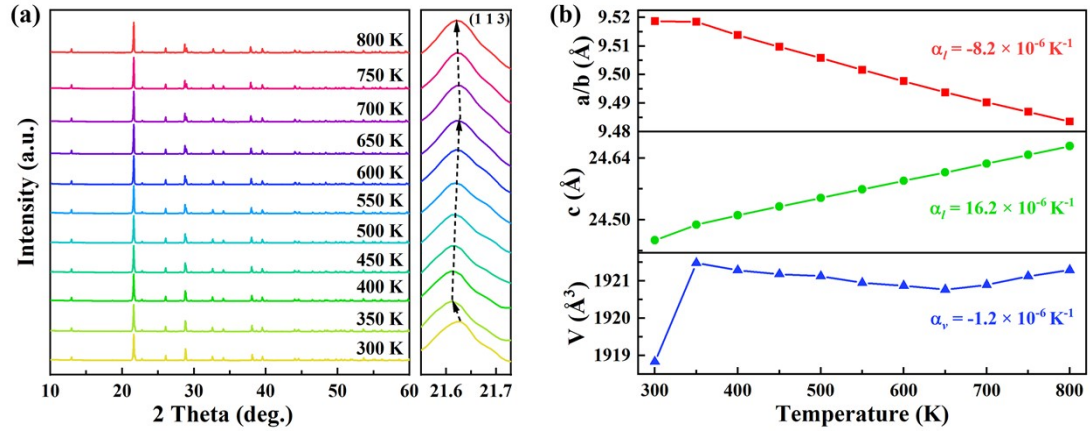 (a)
Intensity (a.u.)
800 K
750 K
700 K
650 K
600 K
550 K
500 K
450 K
400 K
350 K
300 K
10 20 30 40 50 60
2 Theta (deg.)
(1 1 3)
21.6 21.7
(b)
a/b (Å)
9.52
9.51
9.50
9.49
9.48
αl = -8.2 × 10-6 K-1
c (Å)
24.64
24.50
αl = 16.2 × 10-6 K-1
V (Å3)
1921
1920
1919
αv = -1.2 × 10-6 K-1
300 400 500 600 700 800
Temperature (K)